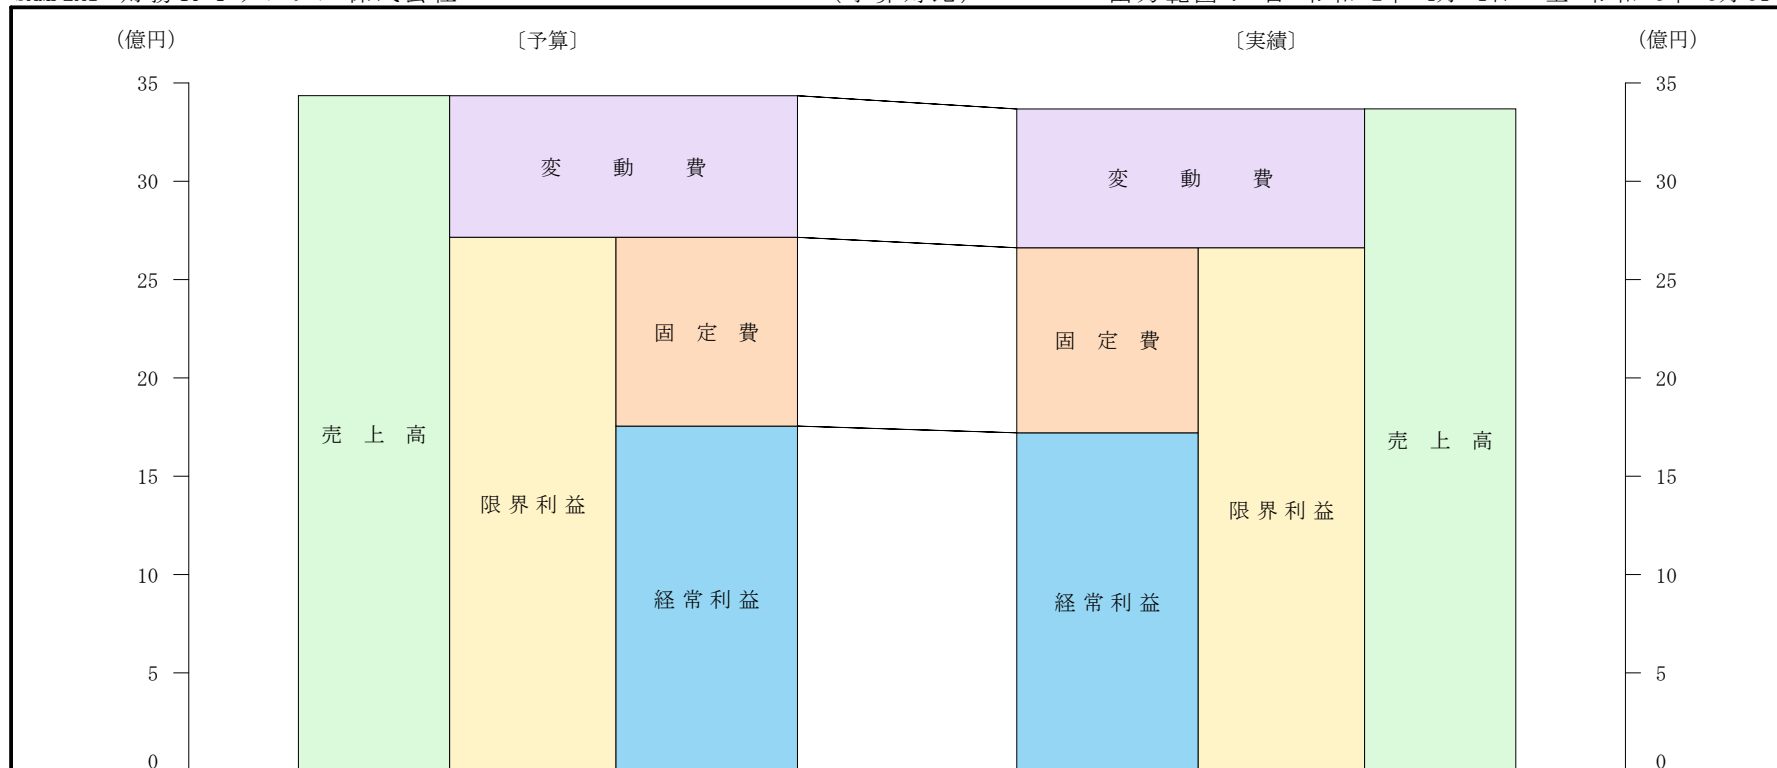 (億円) 〔予算〕 〔実績〕 (億円)
35 35
変動費
30 変動費 30
25 25
固定費 固定費
20 20
売上高 売上高
15 15
限界利益 限界利益
10 10
経常利益 経常利益
5 5
0 0